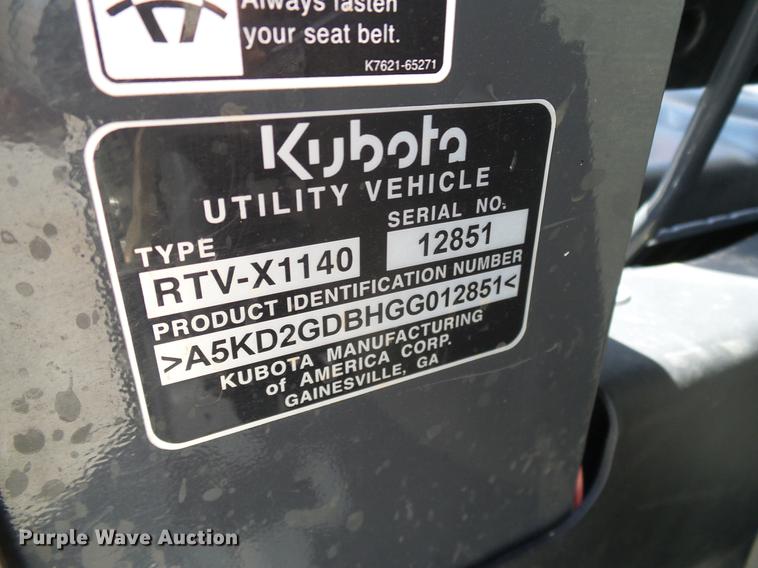 Always fasten
your seat belt.
K7621-65271
Kubota
UTILITY VEHICLE
TYPE
SERIAL NO.
RTV-X1140
12851
PRODUCT IDENTIFICATION NUMBER
>A5KD2GDBHGG012851<
KUBOTA MANUFACTURING
of AMERICA CORP.
GAINESVILLE, GA
Purple Wave Auction